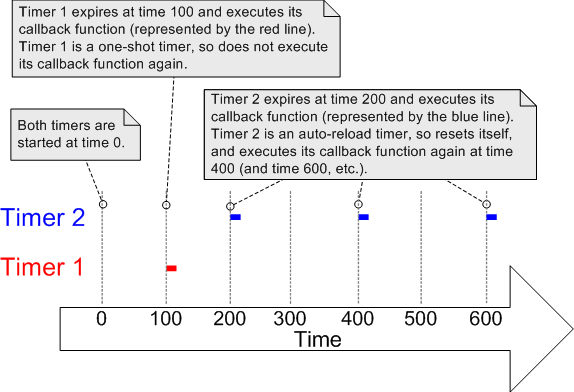 Timer 1 expires at time 100 and executes its
callback function (represented by the red line).
Timer 1 is a one-shot timer, so does not execute
its callback function again.
Both timers are
started at time 0.
Timer 2 expires at time 200 and executes its
callback function (represented by the blue line).
Timer 2 is an auto-reload timer, so resets itself,
and executes its callback function again at time
400 (and time 600, etc.).
Timer 2
Timer 1
0 100 200 300 400 500 600
Time